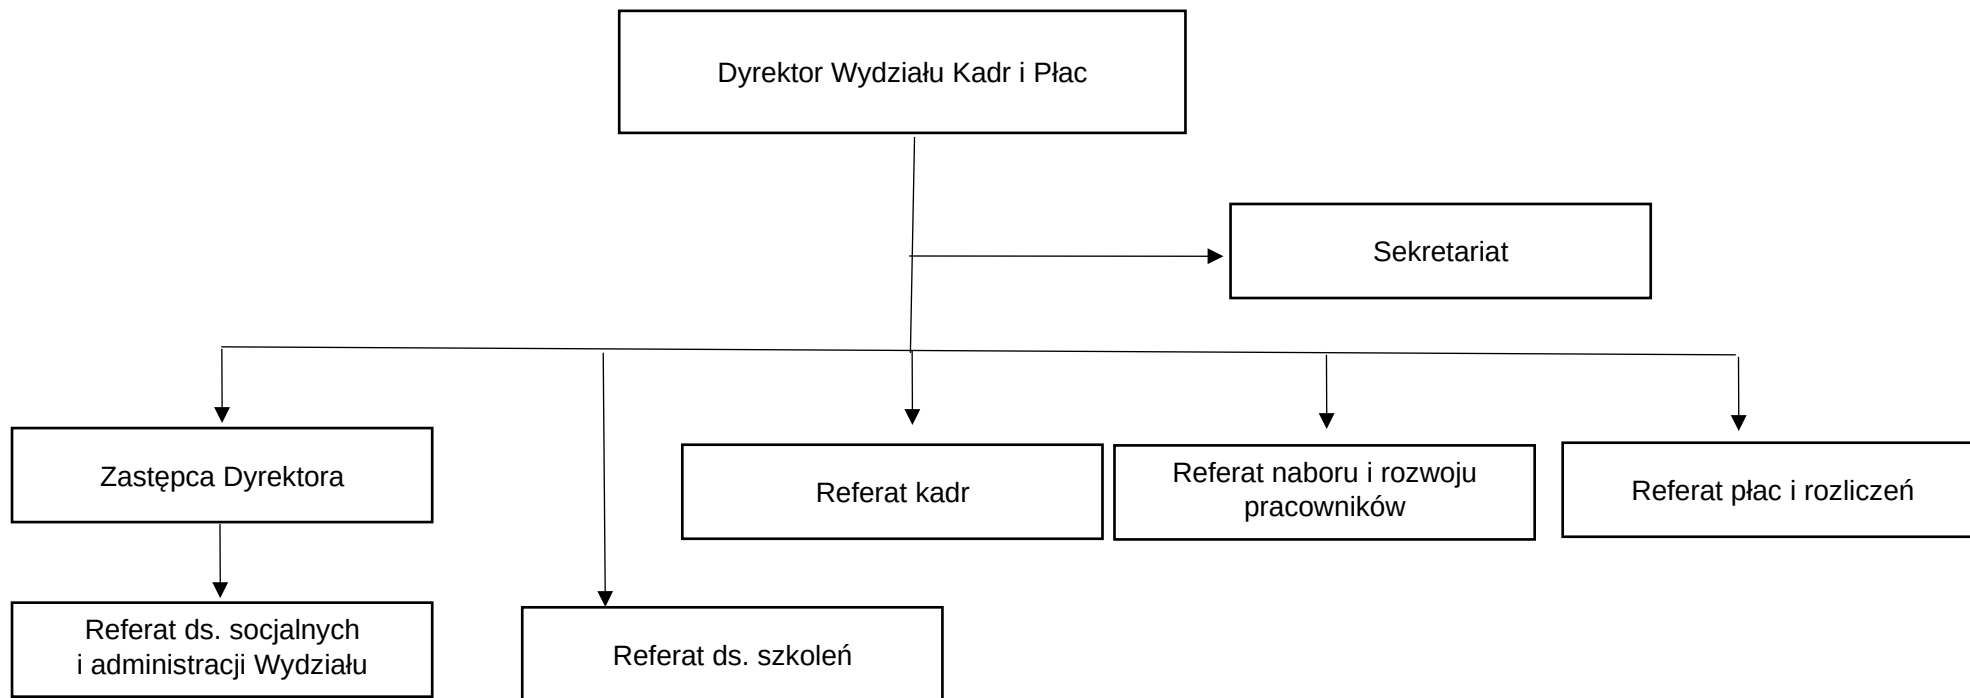 Dyrektor Wydziału Kadr i Płac
Sekretariat
Zastępca Dyrektora
Referat kadr
Referat naboru i rozwoju
pracowników
Referat płac i rozliczeń
Referat ds. socjalnych
i administracji Wydziału
Referat ds. szkoleń